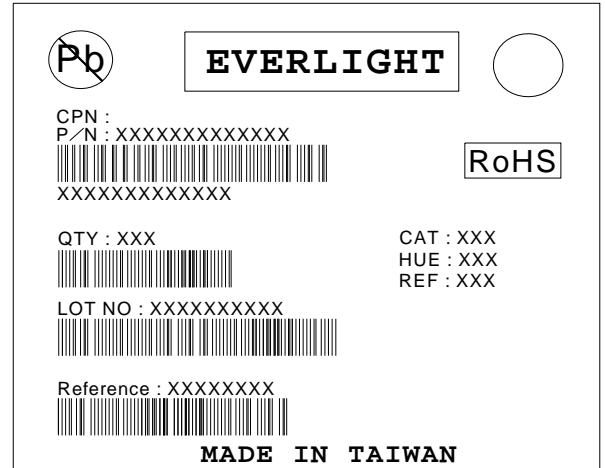 Pb
EVERLIGHT
CPN :
P/N : XXXXXXXXXXXXX
RoHS
XXXXXXXXXXXXX
QTY : XXX
CAT : XXX
HUE : XXX
REF : XXX
LOT NO : XXXXXXXXXX
Reference : XXXXXXXX
MADE IN TAIWAN